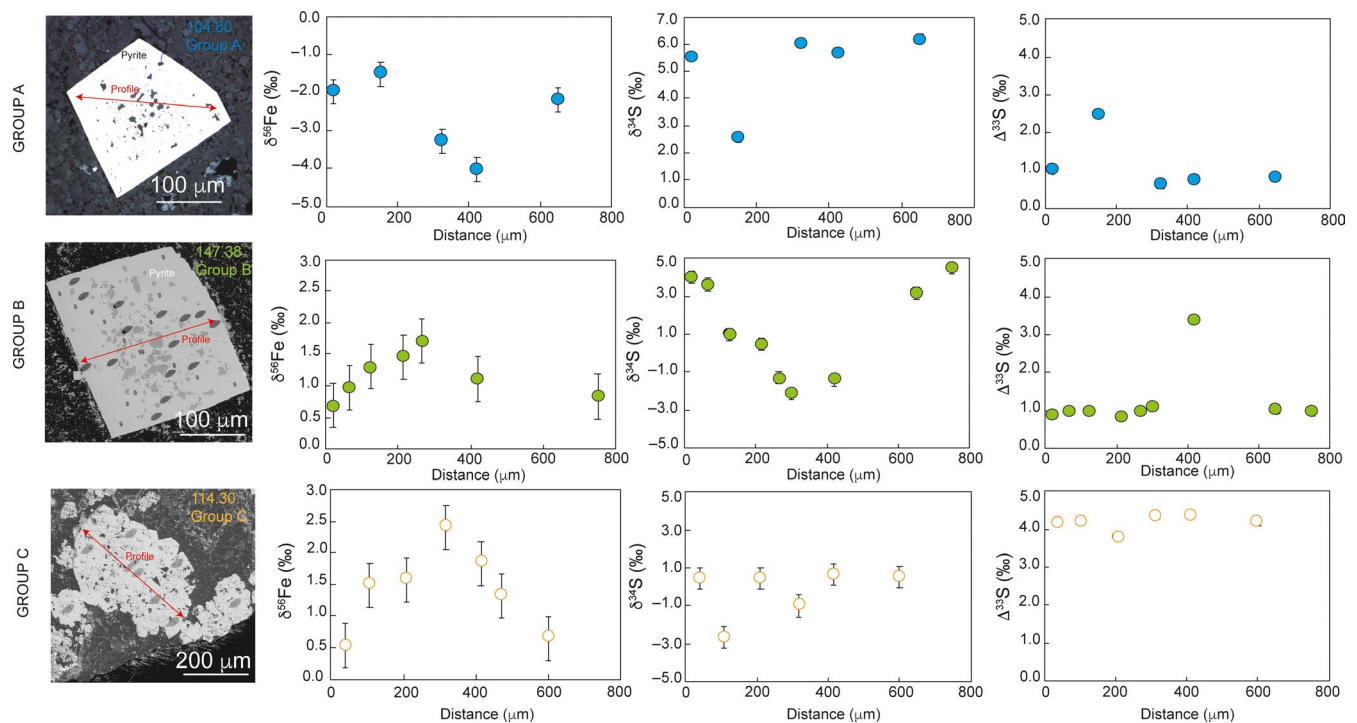 GROUP A
104.80
Group A
Pyrite
Profile
100 μm
δ⁵⁶Fe (‰)
0.0
−1.0
−2.0
−3.0
−4.0
−5.0
0 200 400 600 800
Distance (μm)
δ³⁴S (‰)
7.0
6.0
5.0
4.0
3.0
2.0
1.0
0.0
0 200 400 600 800
Distance (μm)
Δ³³S (‰)
5.0
4.0
3.0
2.0
1.0
0.0
0 200 400 600 800
Distance (μm)
GROUP B
147.38
Group B
Pyrite
Profile
100 μm
δ⁵⁶Fe (‰)
3.0
2.5
2.0
1.5
1.0
0.5
0.0
0 200 400 600 800
Distance (μm)
δ³⁴S (‰)
5.0
3.0
1.0
−1.0
−3.0
−5.0
0 200 400 600 800
Distance (μm)
Δ³³S (‰)
5.0
4.0
3.0
2.0
1.0
0.0
0 200 400 600 800
Distance (μm)
GROUP C
114.30
Group C
Profile
200 μm
δ⁵⁶Fe (‰)
3.0
2.5
2.0
1.5
1.0
0.5
0.0
0 200 400 600 800
Distance (μm)
δ³⁴S (‰)
5.0
3.0
1.0
−1.0
−3.0
−5.0
0 200 400 600 800
Distance (μm)
Δ³³S (‰)
5.0
4.0
3.0
2.0
1.0
0.0
0 200 400 600 800
Distance (μm)